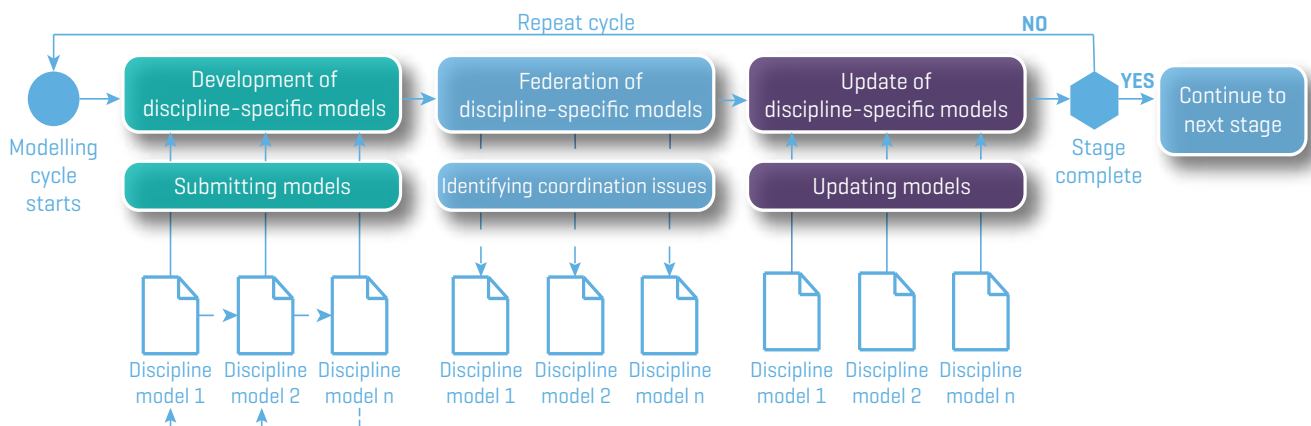 Repeat cycle
NO
Development of
discipline-specific models
Federation of
discipline-specific models
Update of
discipline-specific models
YES
Continue to
next stage
Modelling
cycle
starts
Stage
complete
Submitting models
Identifying coordination issues
Updating models
Discipline
model 1
Discipline
model 2
Discipline
model n
Discipline
model 1
Discipline
model 2
Discipline
model n
Discipline
model 1
Discipline
model 2
Discipline
model n